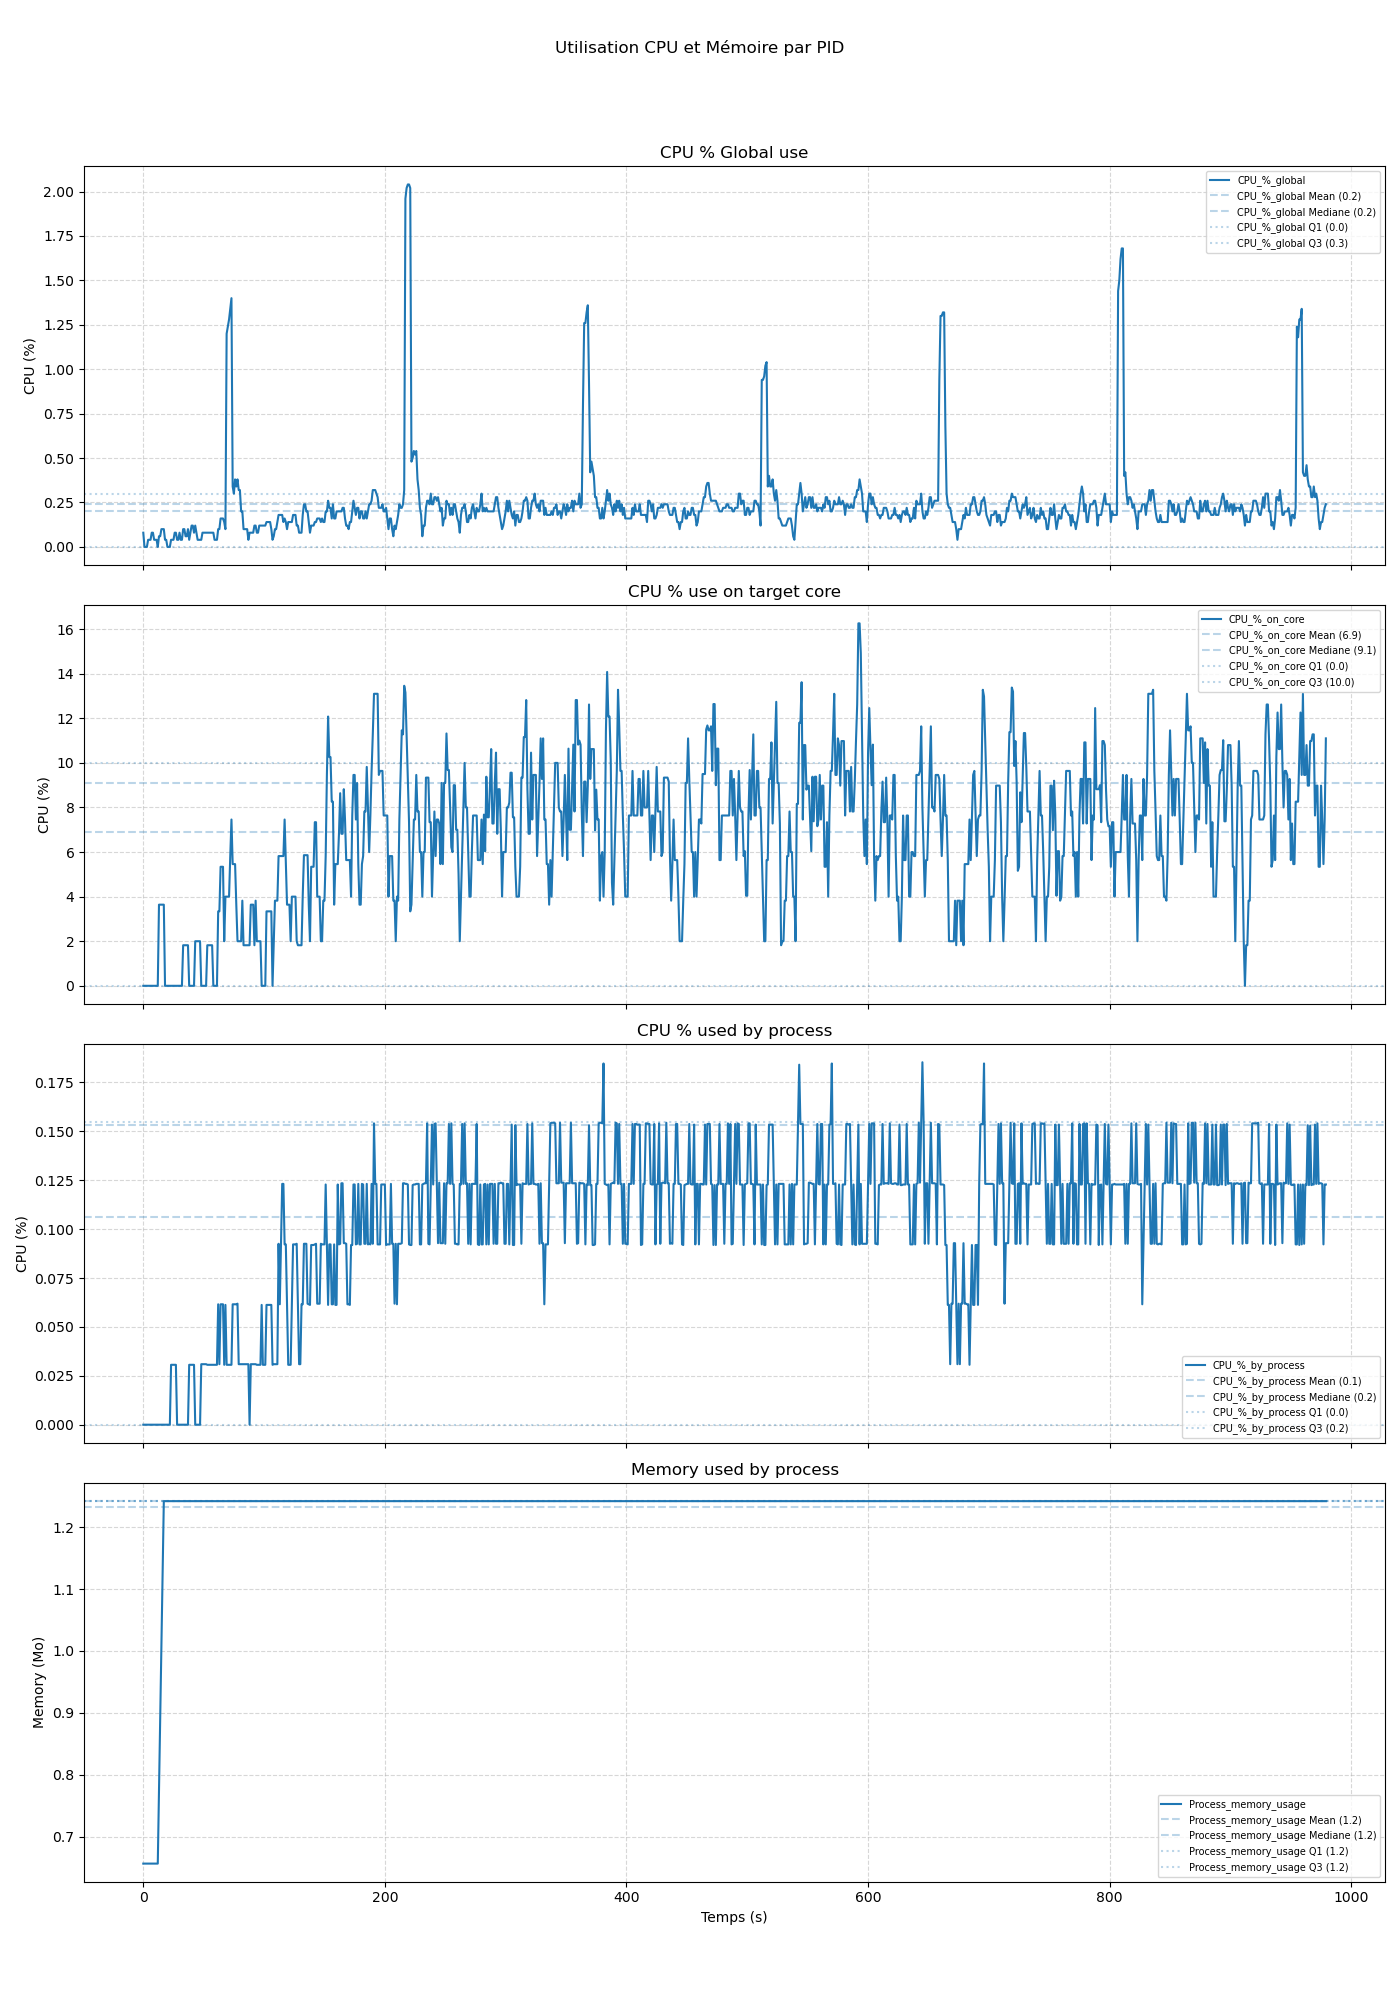 Utilisation CPU et Mémoire par PID
CPU % Global use
CPU (%)
2.00
1.75
1.50
1.25
1.00
0.75
0.50
0.25
0.00
CPU_%_global
CPU_%_global Mean (0.2)
CPU_%_global Mediane (0.2)
CPU_%_global Q1 (0.0)
CPU_%_global Q3 (0.3)
CPU % use on target core
CPU (%)
16
14
12
10
8
6
4
2
0
CPU_%_on_core
CPU_%_on_core Mean (6.9)
CPU_%_on_core Mediane (9.1)
CPU_%_on_core Q1 (0.0)
CPU_%_on_core Q3 (10.0)
CPU % used by process
CPU (%)
0.175
0.150
0.125
0.100
0.075
0.050
0.025
0.000
CPU_%_by_process
CPU_%_by_process Mean (0.1)
CPU_%_by_process Mediane (0.2)
CPU_%_by_process Q1 (0.0)
CPU_%_by_process Q3 (0.2)
Memory used by process
Memory (Mo)
1.2
1.1
1.0
0.9
0.8
0.7
Process_memory_usage
Process_memory_usage Mean (1.2)
Process_memory_usage Mediane (1.2)
Process_memory_usage Q1 (1.2)
Process_memory_usage Q3 (1.2)
0 200 400 600 800 1000
Temps (s)